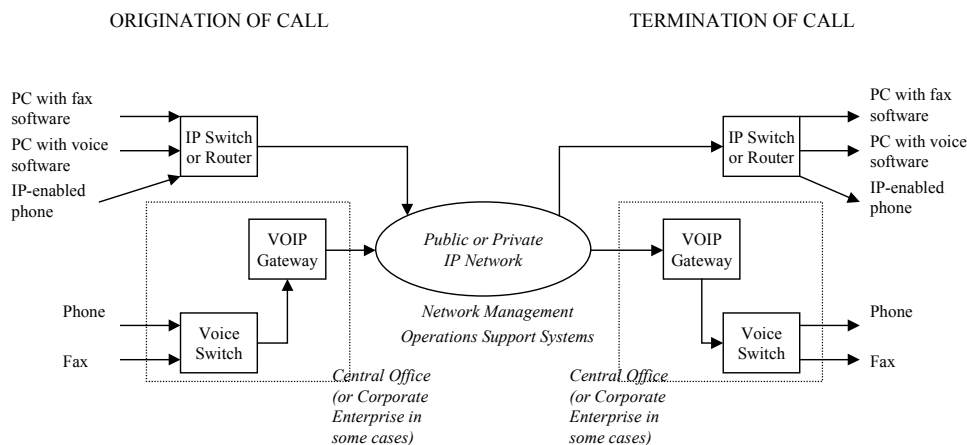 ORIGINATION OF CALL
TERMINATION OF CALL
PC with fax
software
PC with voice
software
IP-enabled
phone
IP Switch
or Router
VOIP
Gateway
Phone
Fax
Voice
Switch
Central Office
(or Corporate
Enterprise in
some cases)
Public or Private
IP Network
Network Management
Operations Support Systems
IP Switch
or Router
PC with fax
software
PC with voice
software
IP-enabled
phone
VOIP
Gateway
Voice
Switch
Phone
Fax
Central Office
(or Corporate
Enterprise in
some cases)